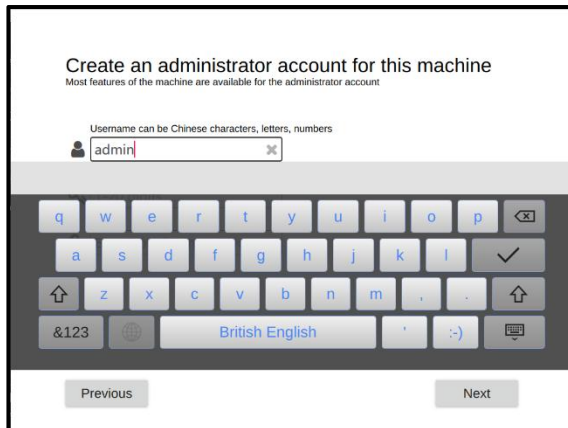 Create an administrator account for this machine
Most features of the machine are available for the administrator account
Username can be Chinese characters, letters, numbers
admin
q w e r t y u i o p
a s d f g h j k l
z x c v b n m , .
&123 British English ' :-)
Previous Next